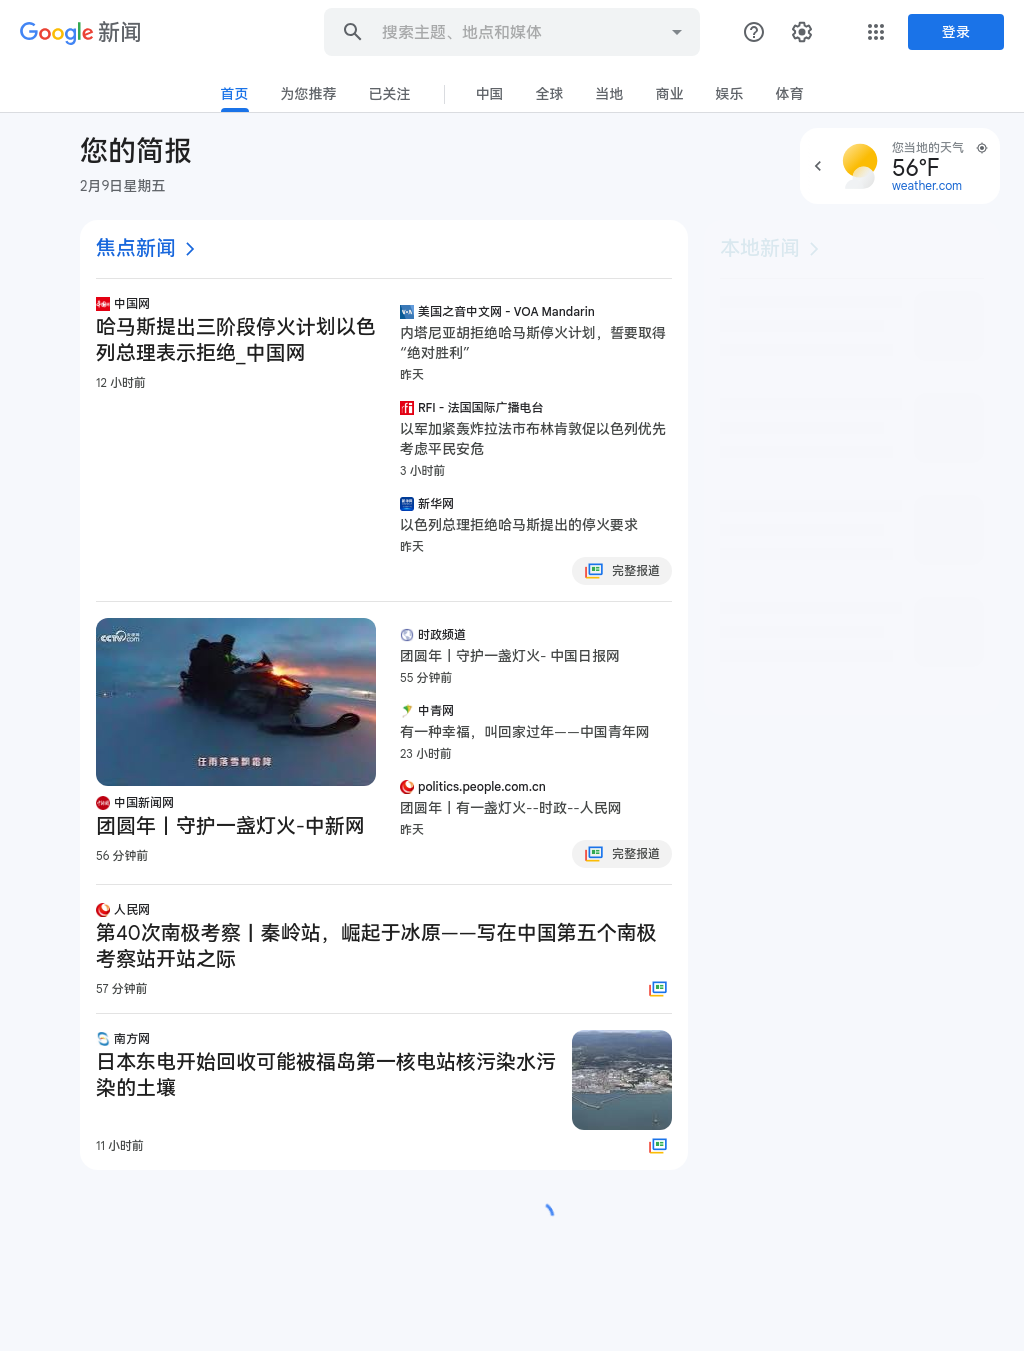 Google 新闻
搜索主题、地点和媒体
登录
首页
为您推荐
已关注
中国
全球
当地
商业
娱乐
体育
您的简报
2月9日星期五
您当地的天气
56°F
weather.com
焦点新闻
本地新闻
中国网
哈马斯提出三阶段停火计划以色
列总理表示拒绝_中国网
12 小时前
美国之音中文网 - VOA Mandarin
内塔尼亚胡拒绝哈马斯停火计划，誓要取得
“绝对胜利”
昨天
RFI - 法国国际广播电台
以军加紧轰炸拉法市布林肯敦促以色列优先
考虑平民安危
3 小时前
新华网
以色列总理拒绝哈马斯提出的停火要求
昨天
完整报道
CCTV 央视网
com
任雨落雪飘霜降
中国新闻网
团圆年丨守护一盏灯火-中新网
56 分钟前
时政频道
团圆年丨守护一盏灯火- 中国日报网
55 分钟前
中青网
有一种幸福，叫回家过年——中国青年网
23 小时前
politics.people.com.cn
团圆年丨有一盏灯火--时政--人民网
昨天
完整报道
人民网
第40次南极考察丨秦岭站，崛起于冰原——写在中国第五个南极
考察站开站之际
57 分钟前
南方网
日本东电开始回收可能被福岛第一核电站核污染水污
染的土壤
11 小时前